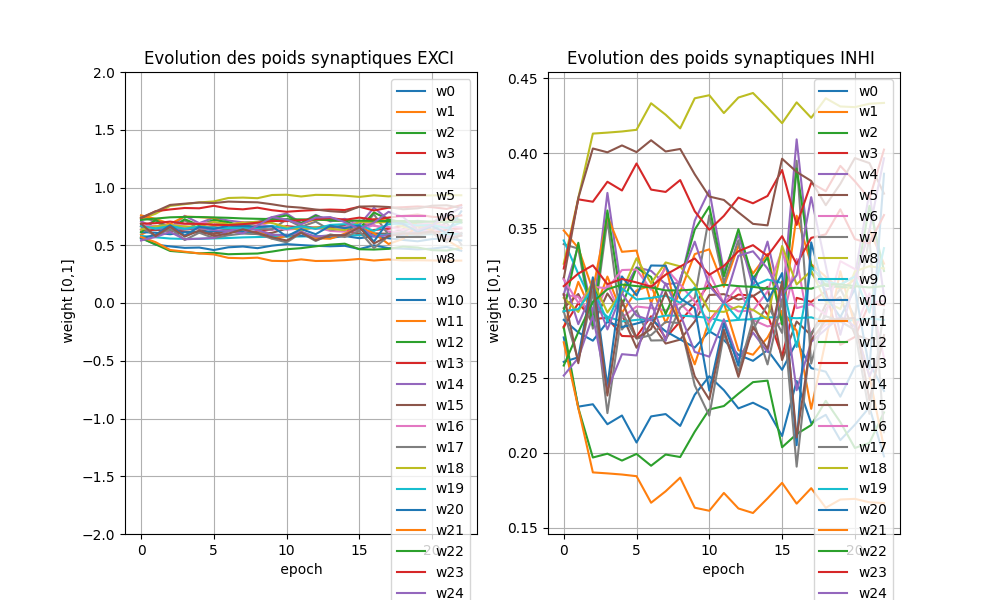 Evolution des poids synaptiques EXCI
2.0
1.5
1.0
0.5
0.0
−0.5
−1.0
−1.5
−2.0
weight [0,1]
0
5
10
15
20
epoch
w0
w1
w2
w3
w4
w5
w6
w7
w8
w9
w10
w11
w12
w13
w14
w15
w16
w17
w18
w19
w20
w21
w22
w23
w24
Evolution des poids synaptiques INHI
0.45
0.40
0.35
0.30
0.25
0.20
0.15
weight [0,1]
0
5
10
15
20
epoch
w0
w1
w2
w3
w4
w5
w6
w7
w8
w9
w10
w11
w12
w13
w14
w15
w16
w17
w18
w19
w20
w21
w22
w23
w24